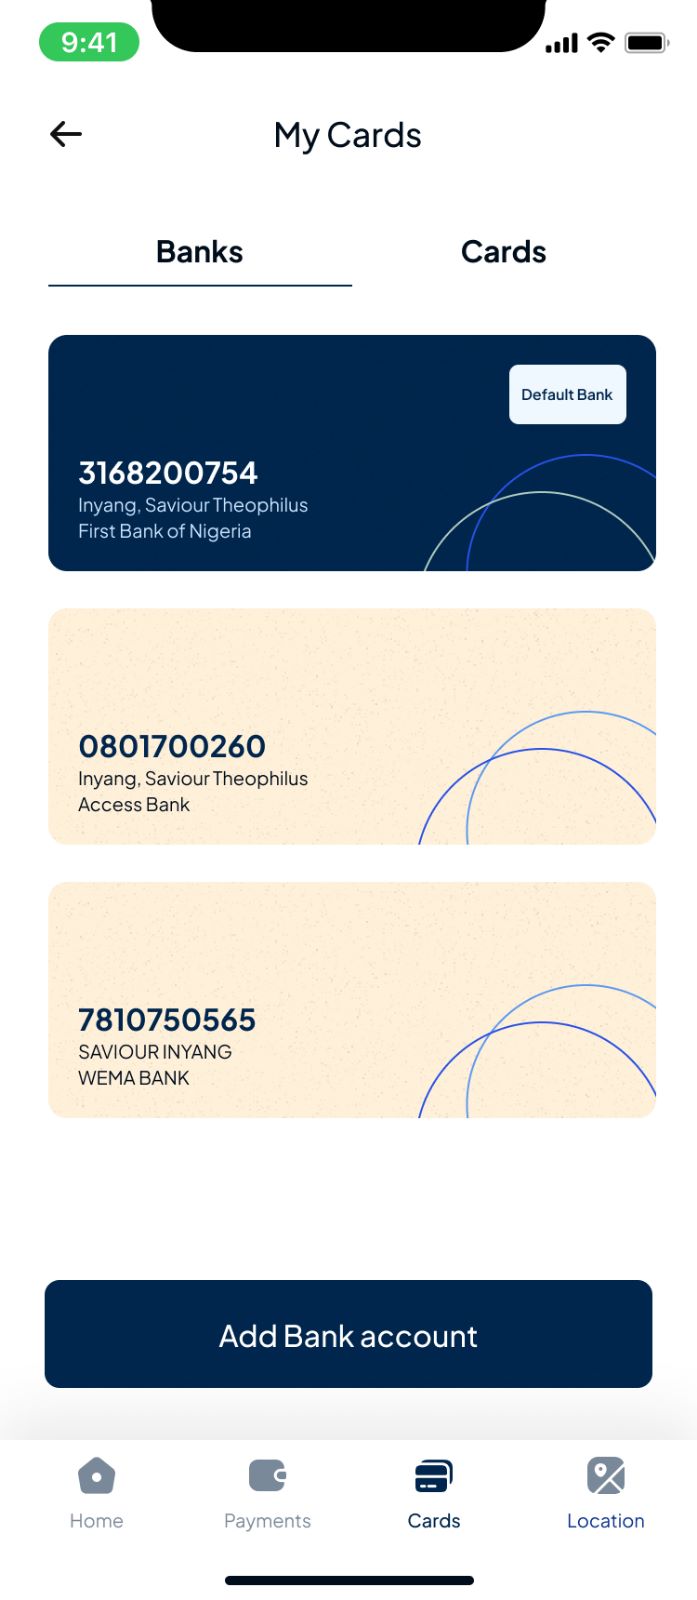 9:41
My Cards
Banks
Cards
Default Bank
3168200754
Inyang, Saviour Theophilus
First Bank of Nigeria
0801700260
Inyang, Saviour Theophilus
Access Bank
7810750565
SAVIOUR INYANG
WEMA BANK
Add Bank account
Home
Payments
Cards
Location